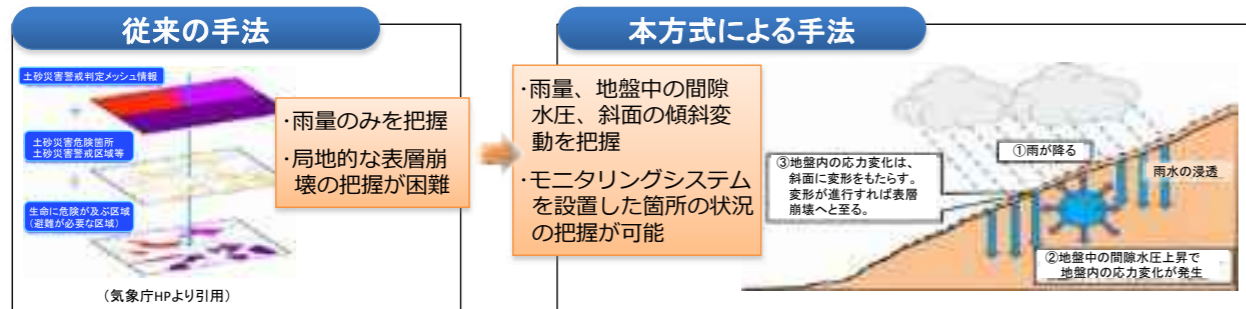 従来の手法
土砂災害警戒判定メッシュ情報
土砂災害危険箇所
土砂災害警戒区域等
生命に危険が及ぶ区域
(避難が必要な区域)
・雨量のみを把握
・局地的な表層崩
壊の把握が困難
(気象庁HPより引用)
本方式による手法
・雨量、地盤中の間隙
水圧、斜面の傾斜変
動を把握
・モニタリングシステム
を設置した箇所の状況
の把握が可能
①雨が降る
③地盤内の応力変化は、
斜面に変形をもたらす。
変形が進行すれば表層
崩壊へと至る。
雨水の浸透
②地盤中の間隙水圧上昇で
地盤内の応力変化が発生